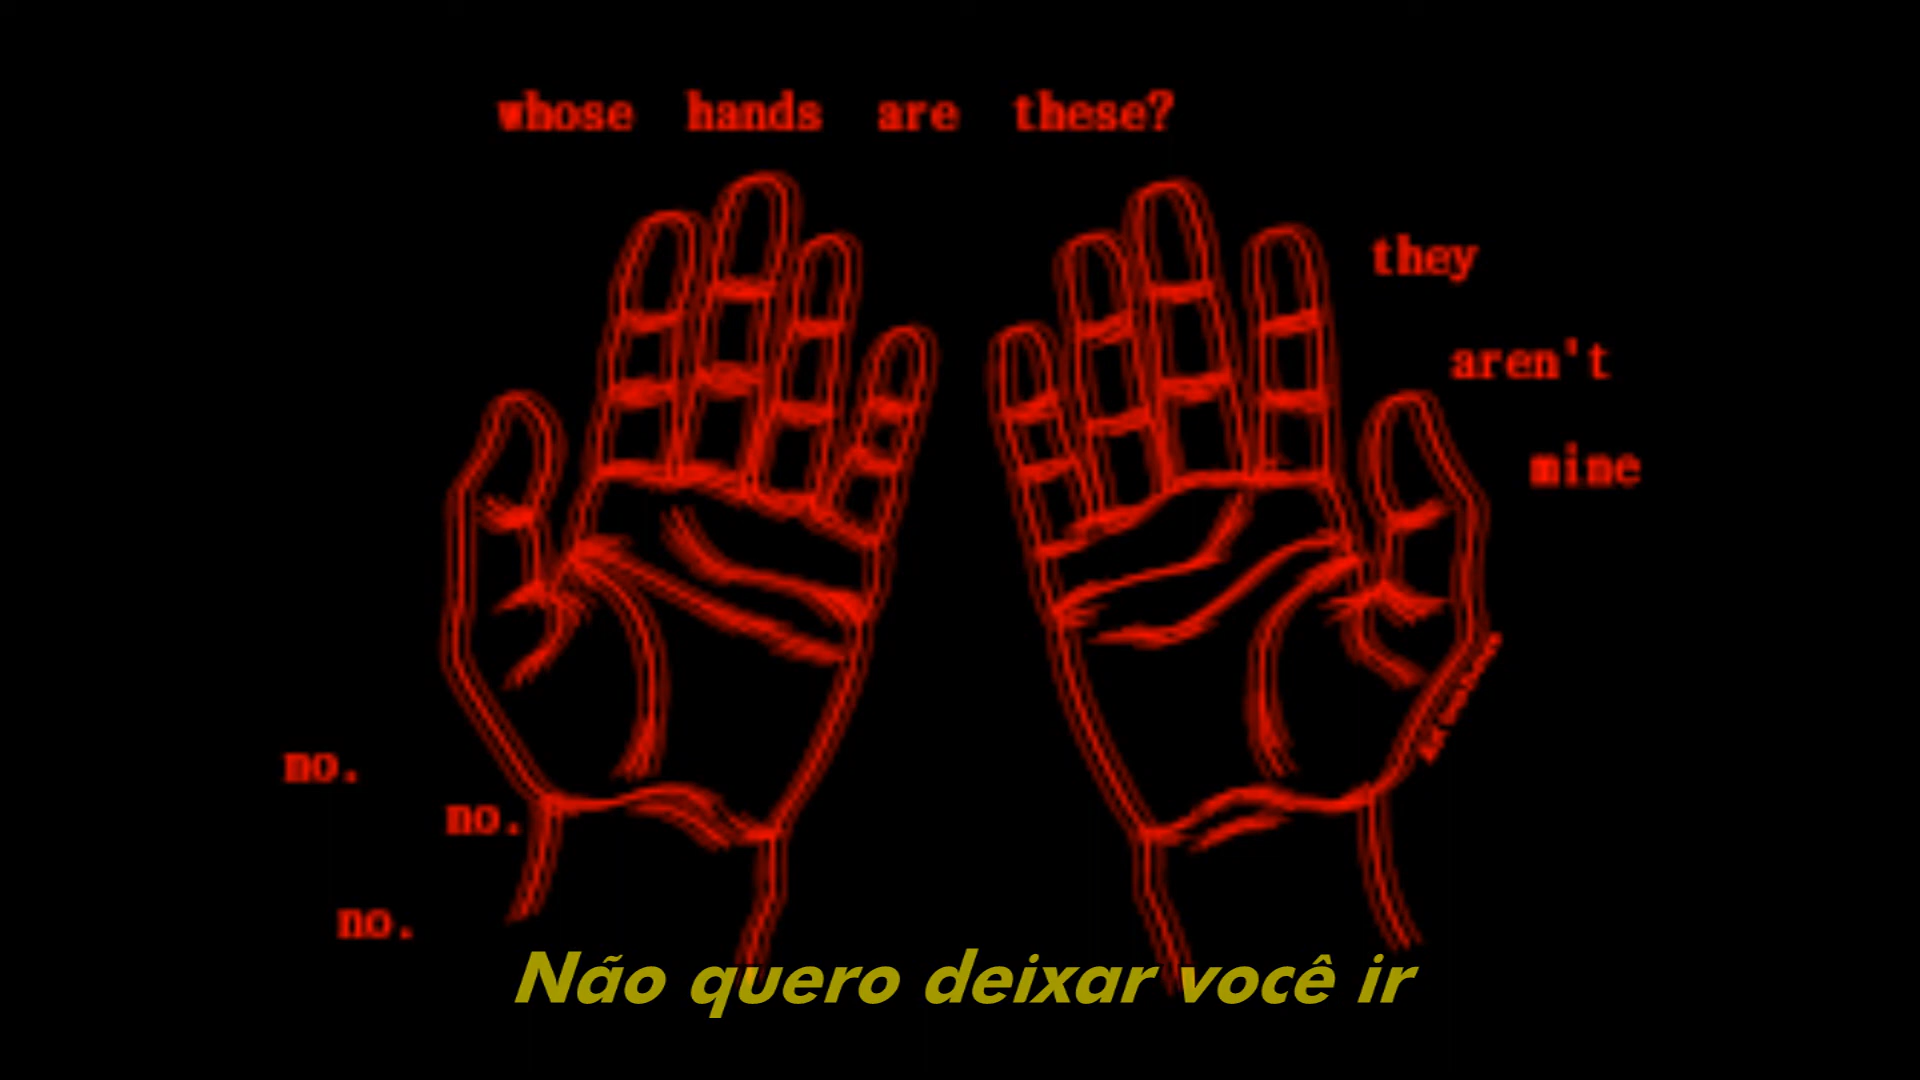 whose hands are these?
they
aren't
mine
no.
no.
no.
Não quero deixar você ir